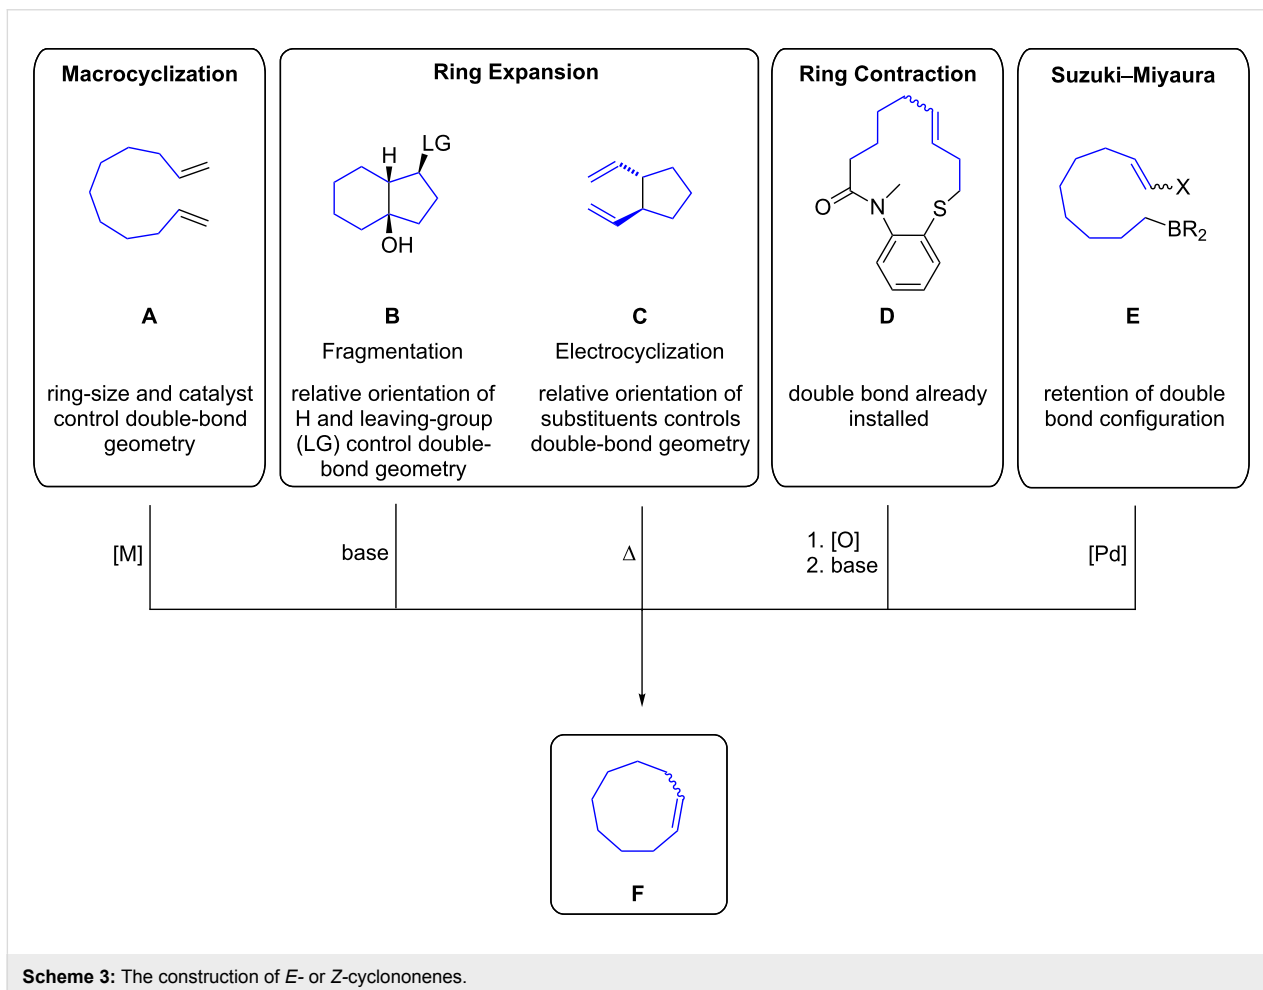 Macrocyclization
A
ring-size and catalyst
control double-bond
geometry
Ring Expansion
H
LG
OH
B
Fragmentation
relative orientation of
H and leaving-group
(LG) control double-
bond geometry
C
Electrocyclization
relative orientation of
substituents controls
double-bond geometry
Ring Contraction
O
N
S
D
double bond already
installed
Suzuki–Miyaura
X
BR2
E
retention of double
bond configuration
[M]
base
Δ
1. [O]
2. base
[Pd]
F
Scheme 3: The construction of E- or Z-cyclononenes.